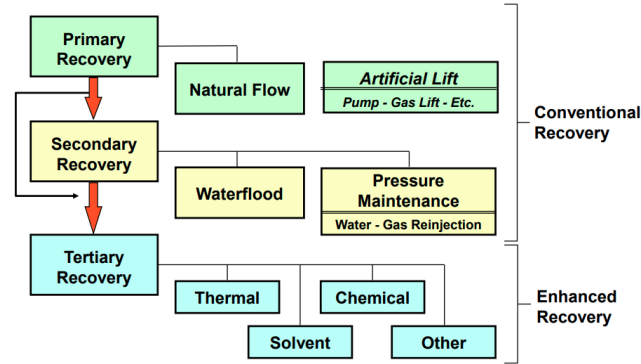 Primary
Recovery
Natural Flow
Artificial Lift
Pump - Gas Lift - Etc.
Conventional
Recovery
Secondary
Recovery
Waterflood
Pressure
Maintenance
Water - Gas Reinjection
Tertiary
Recovery
Thermal
Chemical
Solvent
Other
Enhanced
Recovery